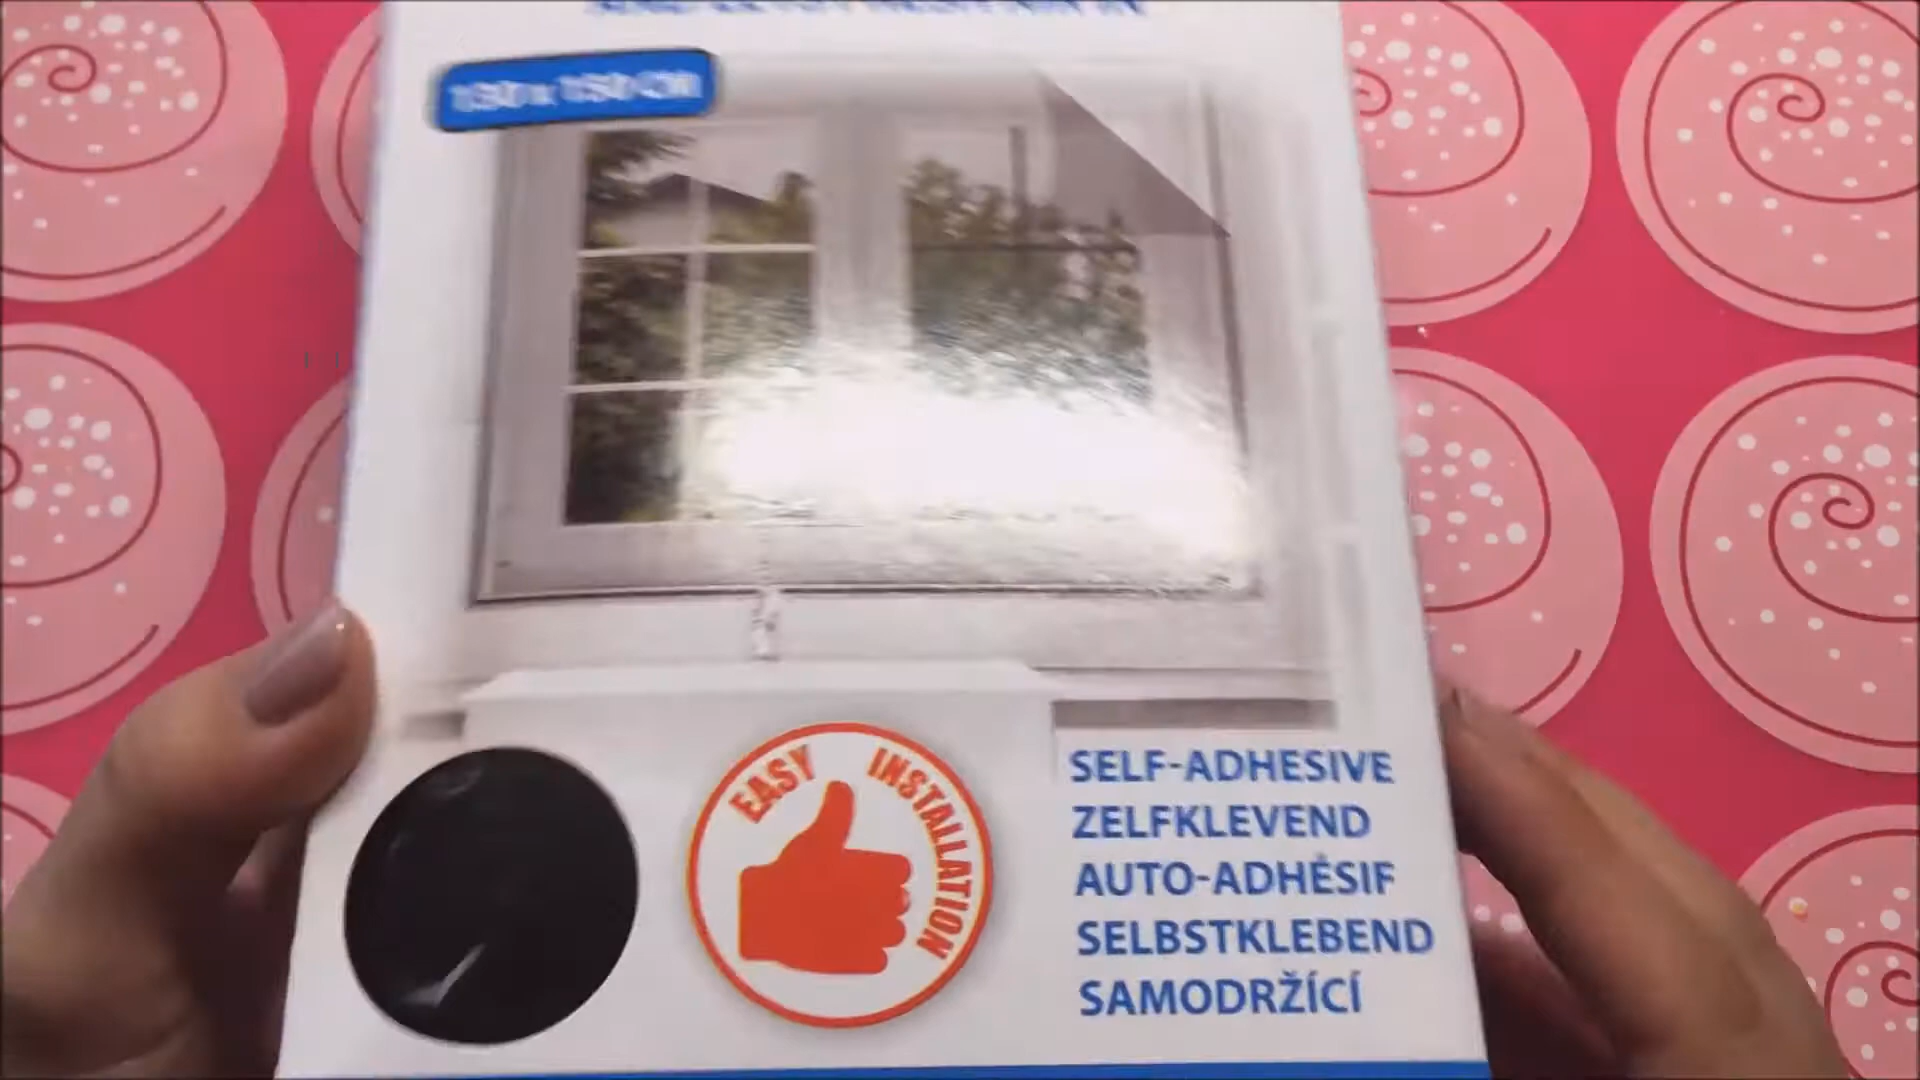 EASY INSTALLATION
SELF-ADHESIVE
ZELFKLEVEND
AUTO-ADHÉSIF
SELBSTKLEBEND
SAMODRŽÍCÍ